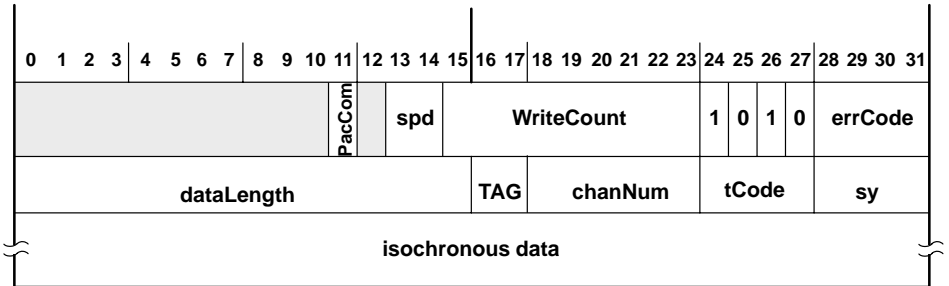 0 1 2 3 4 5 6 7 8 9 10 11 12 13 14 15 16 17 18 19 20 21 22 23 24 25 26 27 28 29 30 31
PacCom spd WriteCount 1 0 1 0 errCode
dataLength TAG chanNum tCode sy
isochronous data